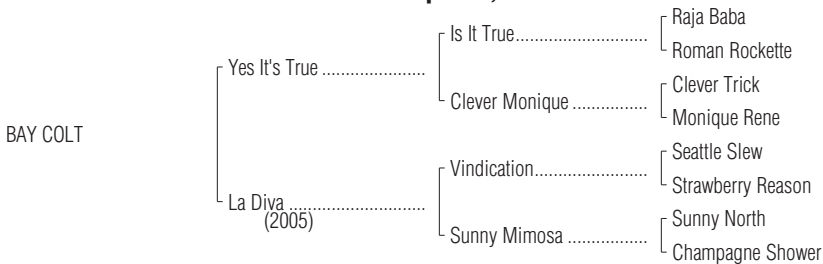 Raja Baba
Is It True.............................
Roman Rockette
Yes It's True ......................
Clever Trick
Clever Monique ................
Monique Rene
BAY COLT
Seattle Slew
Vindication........................
Strawberry Reason
La Diva .............................
(2005)
Sunny North
Sunny Mimosa .................
Champagne Shower